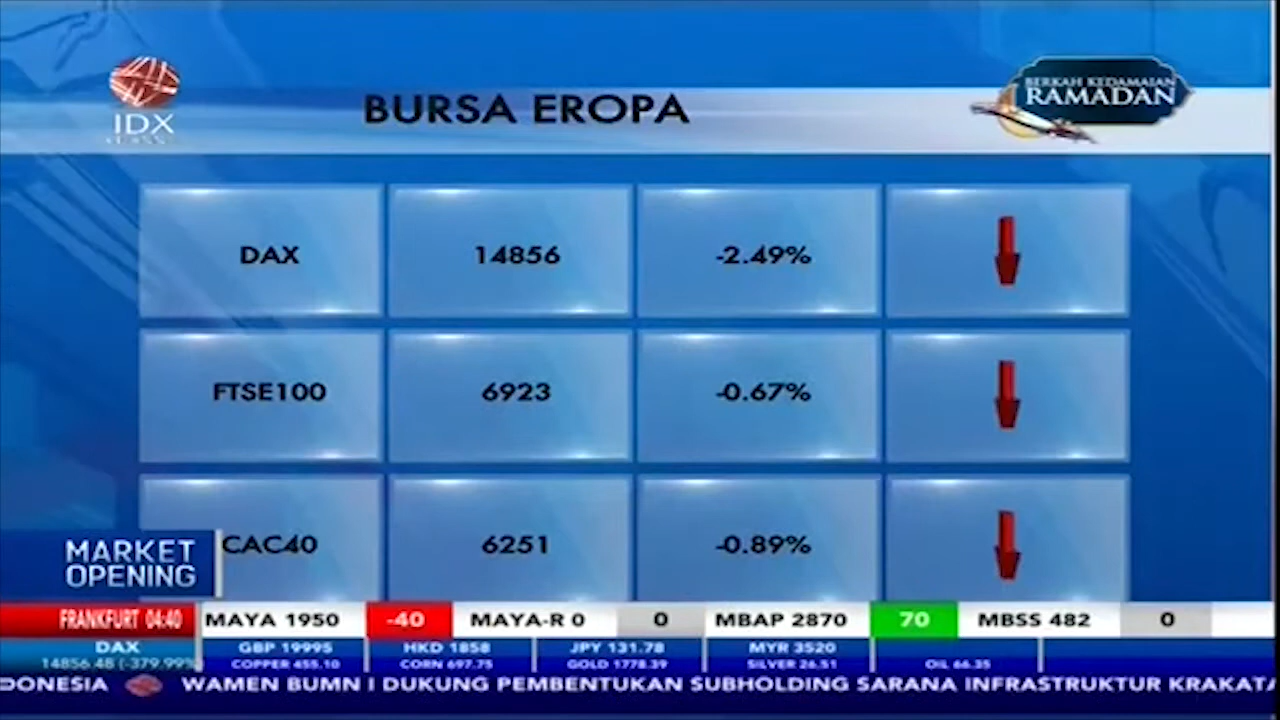 IDX
BURSA EROPA
BERKAH KEDAMAIAN
RAMADAN
DAX 14856 -2.49%
FTSE100 6923 -0.67%
CAC40 6251 -0.89%
MARKET
OPENING
FRANKFURT 04:40 MAYA 1950 -40 MAYA-R 0 0 MBAP 2870 70 MBSS 482 0
DAX GBP 19995 HKD 1858 JPY 131.78 MYR 3520
14856.48 (-379.99%) COPPER 455.10 CORN 697.75 GOLD 1778.39 SILVER 26.51 OIL 66.35
DONESIA WAMEN BUMN I DUKUNG PEMBENTUKAN SUBHOLDING SARANA INFRASTRUKTUR KRAKATA